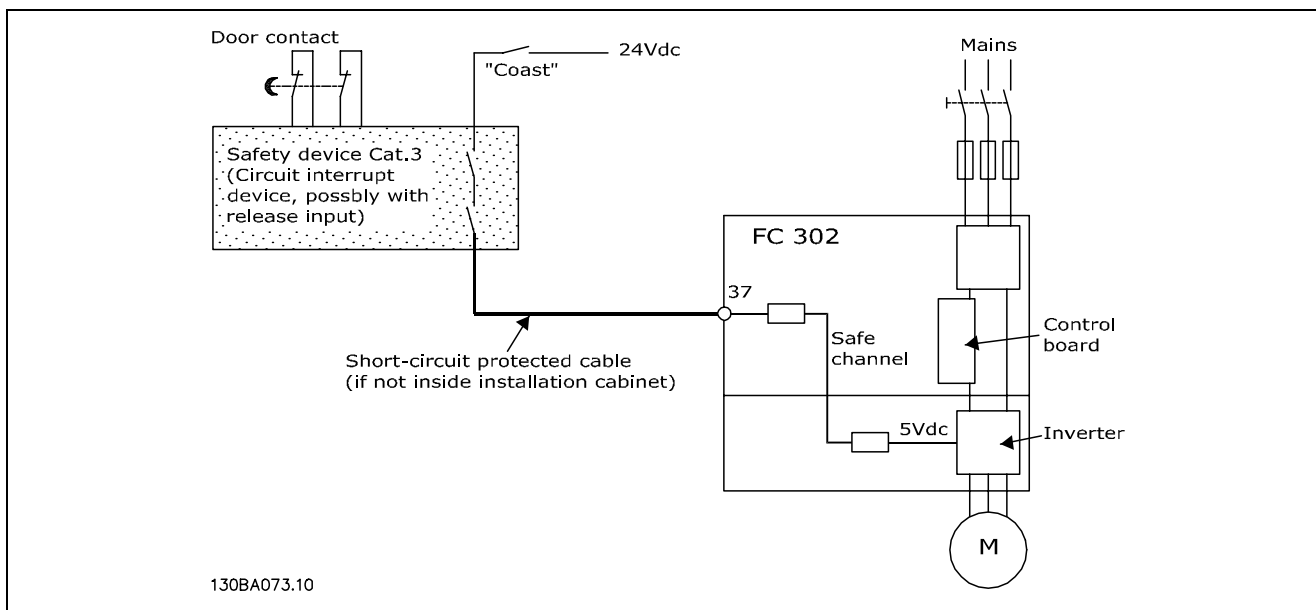 Door contact
24Vdc
"Coast"
Mains
Safety device Cat.3
(Circuit interrupt
device, possbly with
release input)
FC 302
37
Safe
channel
Control
board
Short-circuit protected cable
(if not inside installation cabinet)
5Vdc
Inverter
M
130BA073.10